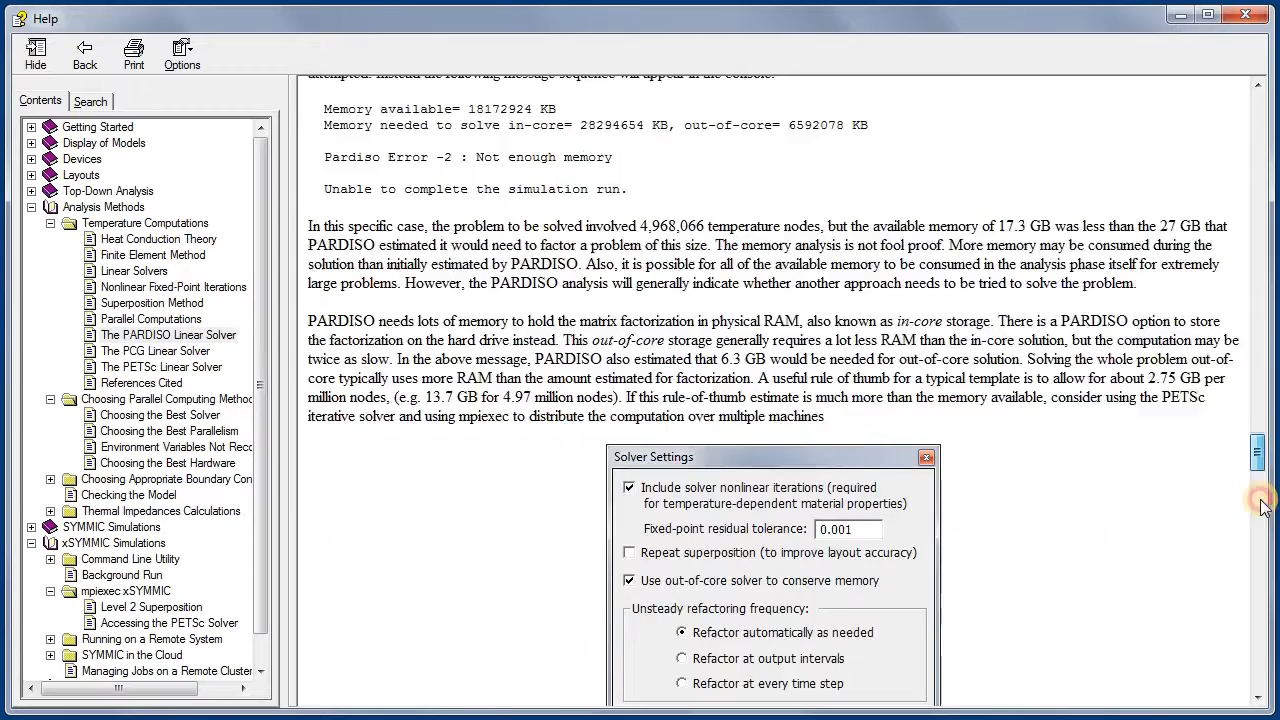 Help
Hide
Back
Print
Options
Contents
Search
Getting Started
Display of Models
Devices
Layouts
Top-Down Analysis
Analysis Methods
Temperature Computations
Heat Conduction Theory
Finite Element Method
Linear Solvers
Nonlinear Fixed-Point Iterations
Superposition Method
Parallel Computations
The PARDISO Linear Solver
The PCG Linear Solver
The PETSc Linear Solver
References Cited
Choosing Parallel Computing Methoc
Choosing the Best Solver
Choosing the Best Parallelism
Environment Variables Not Recc
Choosing the Best Hardware
Choosing Appropriate Boundary Con
Checking the Model
Thermal Impedances Calculations
SYMMIC Simulations
xSYMMIC Simulations
Command Line Utility
Background Run
mpiexec xSYMMIC
Level 2 Superposition
Accessing the PETSc Solver
Running on a Remote System
SYMMIC in the Cloud
Managing Jobs on a Remote Cluster
attempted. Instead the following message sequence will appear in the console:
Memory available= 18172924 KB
Memory needed to solve in-core= 28294654 KB, out-of-core= 6592078 KB
Pardiso Error -2 : Not enough memory
Unable to complete the simulation run.
In this specific case, the problem to be solved involved 4,968,066 temperature nodes, but the available memory of 17.3 GB was less than the 27 GB that
PARDISO estimated it would need to factor a problem of this size. The memory analysis is not fool proof. More memory may be consumed during the
solution than initially estimated by PARDISO. Also, it is possible for all of the available memory to be consumed in the analysis phase itself for extremely
large problems. However, the PARDISO analysis will generally indicate whether another approach needs to be tried to solve the problem.
PARDISO needs lots of memory to hold the matrix factorization in physical RAM, also known as in-core storage. There is a PARDISO option to store
the factorization on the hard drive instead. This out-of-core storage generally requires a lot less RAM than the in-core solution, but the computation may be
twice as slow. In the above message, PARDISO also estimated that 6.3 GB would be needed for out-of-core solution. Solving the whole problem out-of-
core typically uses more RAM than the amount estimated for factorization. A useful rule of thumb for a typical template is to allow for about 2.75 GB per
million nodes, (e.g. 13.7 GB for 4.97 million nodes). If this rule-of-thumb estimate is much more than the memory available, consider using the PETSc
iterative solver and using mpiexec to distribute the computation over multiple machines
Solver Settings
Include solver nonlinear iterations (required
for temperature-dependent material properties)
Fixed-point residual tolerance: 0.001
Repeat superposition (to improve layout accuracy)
Use out-of-core solver to conserve memory
Unsteady refactoring frequency:
Refactor automatically as needed
Refactor at output intervals
Refactor at every time step